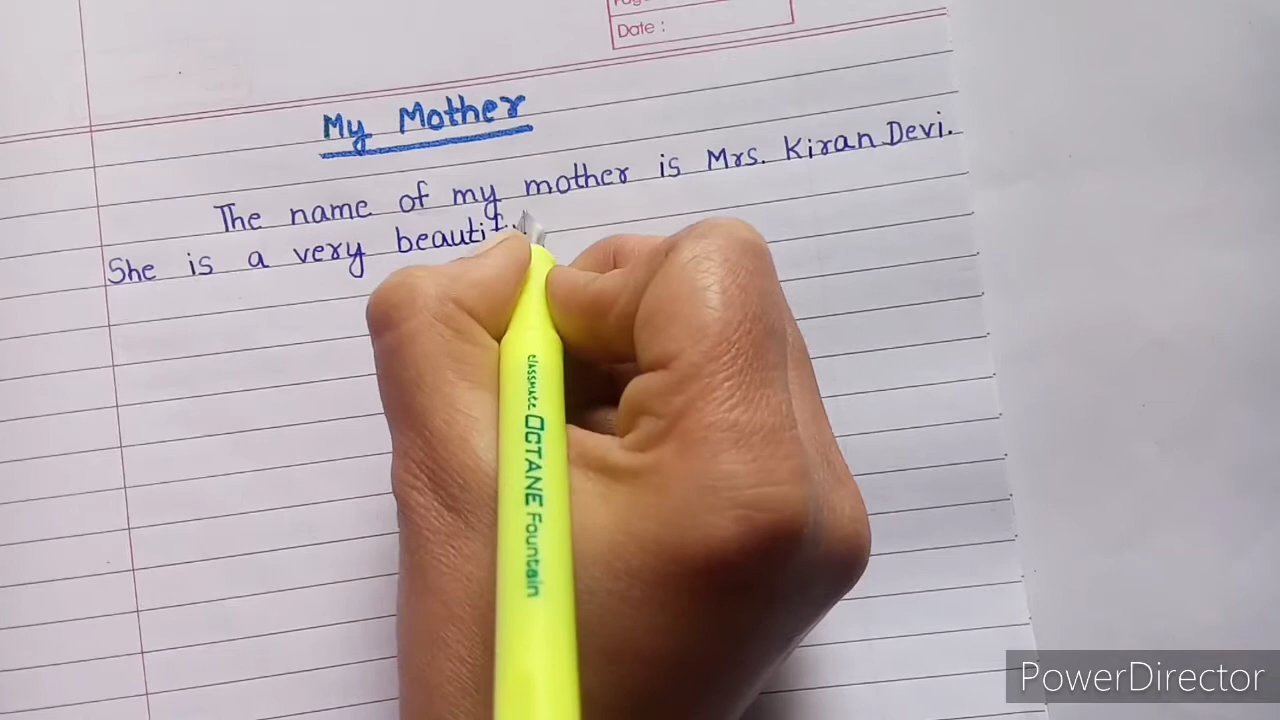 Date :
My Mother
The name of my mother is Mrs. Kiran Devi.
She is a very beautif
classmate OCTANE Fountain
PowerDirector